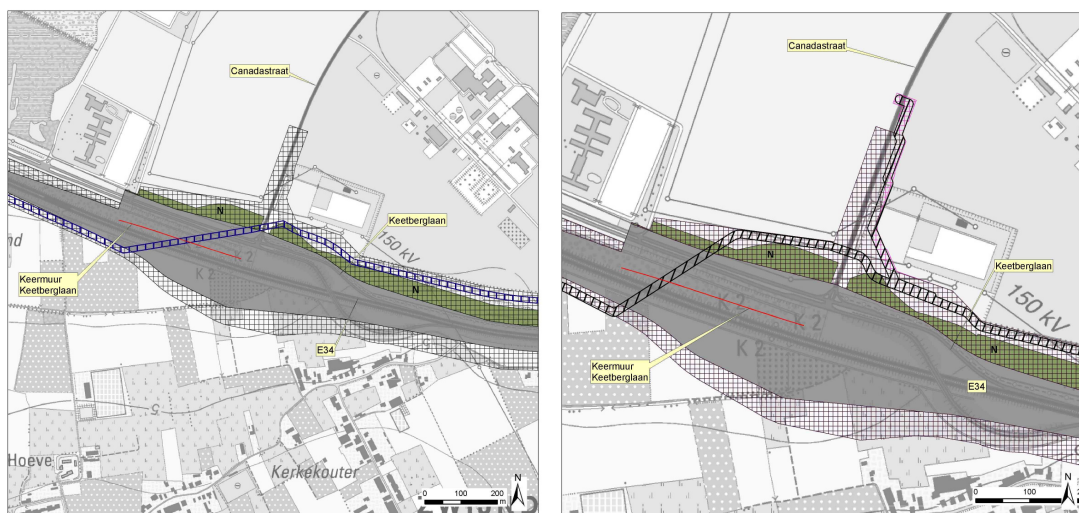 Canadastraat
N
Keetberglaan
150 kV
K 2
K 2
Keermuur
Keetberglaan
N
E34
Hoeve
Kerkekouter
N
0 100 200
m
Canadastraat
N
Keetberglaan
150 kV
K 2
K 2
Keermuur
Keetberglaan
N
E34
N
0 100